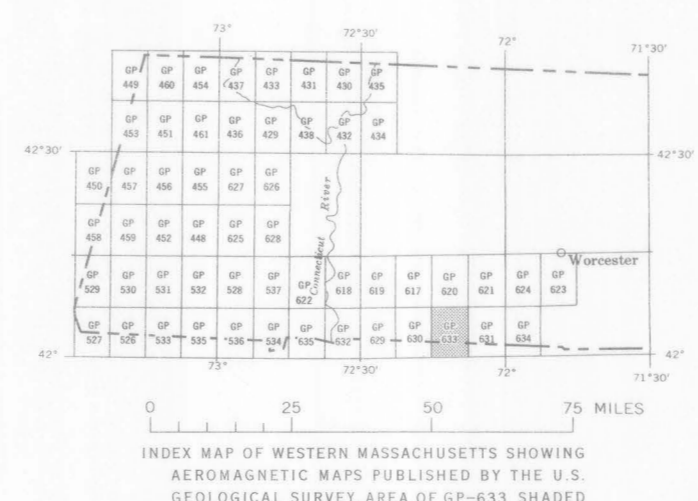 73°
72°30'
72°
71°30'
GP 449 GP 460 GP 454 GP 437 GP 433 GP 431 GP 430 GP 435
GP 453 GP 451 GP 461 GP 436 GP 429 GP 438 GP 432 GP 434
42°30'
42°30'
GP 450 GP 457 GP 456 GP 455 GP 627 GP 626
Connecticut River
GP 458 GP 459 GP 452 GP 448 GP 625 GP 628
Worcester
GP 529 GP 530 GP 531 GP 532 GP 528 GP 537 GP 622 GP 618 GP 619 GP 617 GP 620 GP 621 GP 624 GP 623
GP 527 GP 526 GP 533 GP 535 GP 536 GP 534 GP 635 GP 632 GP 629 GP 630 GP 633 GP 631 GP 634
42°
42°
73°
72°30'
72°
71°30'
0 25 50 75 MILES
INDEX MAP OF WESTERN MASSACHUSETTS SHOWING
AEROMAGNETIC MAPS PUBLISHED BY THE U.S.
GEOLOGICAL SURVEY. AREA OF GP-633 SHADED